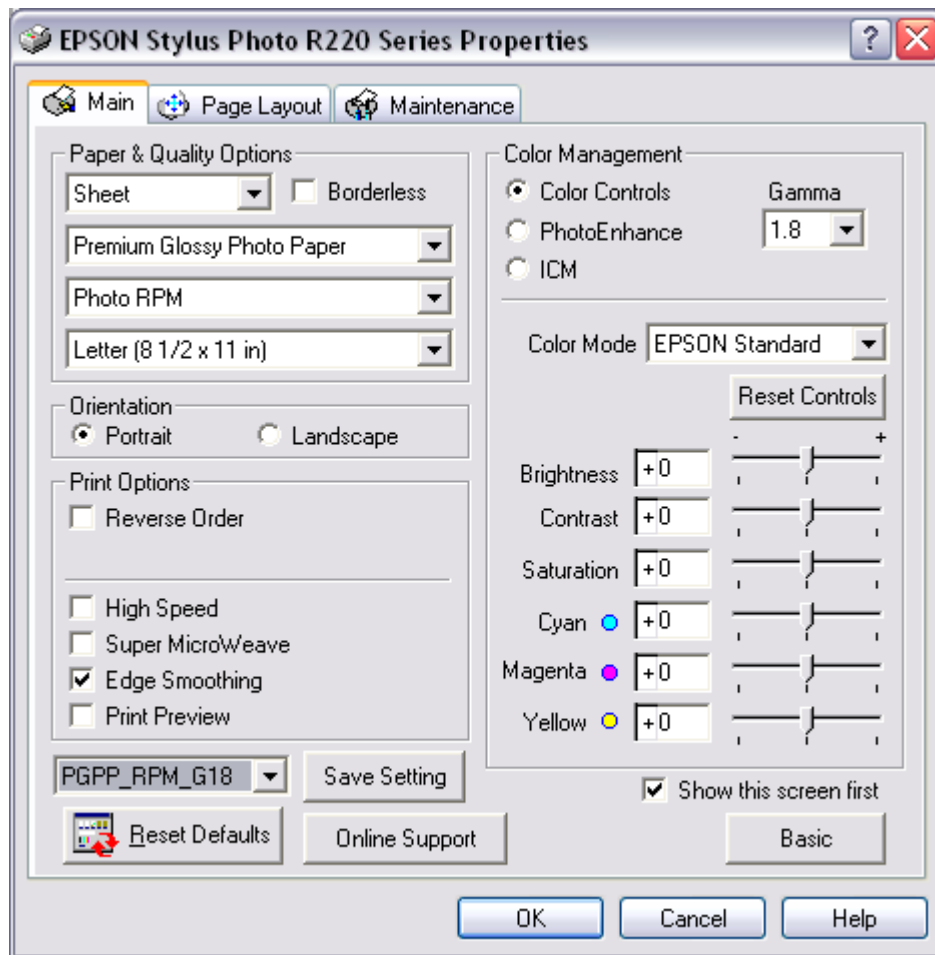 EPSON Stylus Photo R220 Series Properties
Main
Page Layout
Maintenance
Paper & Quality Options
Sheet
Borderless
Premium Glossy Photo Paper
Photo RPM
Letter (8 1/2 x 11 in)
Orientation
Portrait
Landscape
Print Options
Reverse Order
High Speed
Super MicroWeave
Edge Smoothing
Print Preview
PGPP_RPM_G18
Save Setting
Reset Defaults
Online Support
Color Management
Color Controls
PhotoEnhance
ICM
Gamma
1.8
Color Mode
EPSON Standard
Reset Controls
- +
Brightness +0
Contrast +0
Saturation +0
Cyan +0
Magenta +0
Yellow +0
Show this screen first
Basic
OK
Cancel
Help